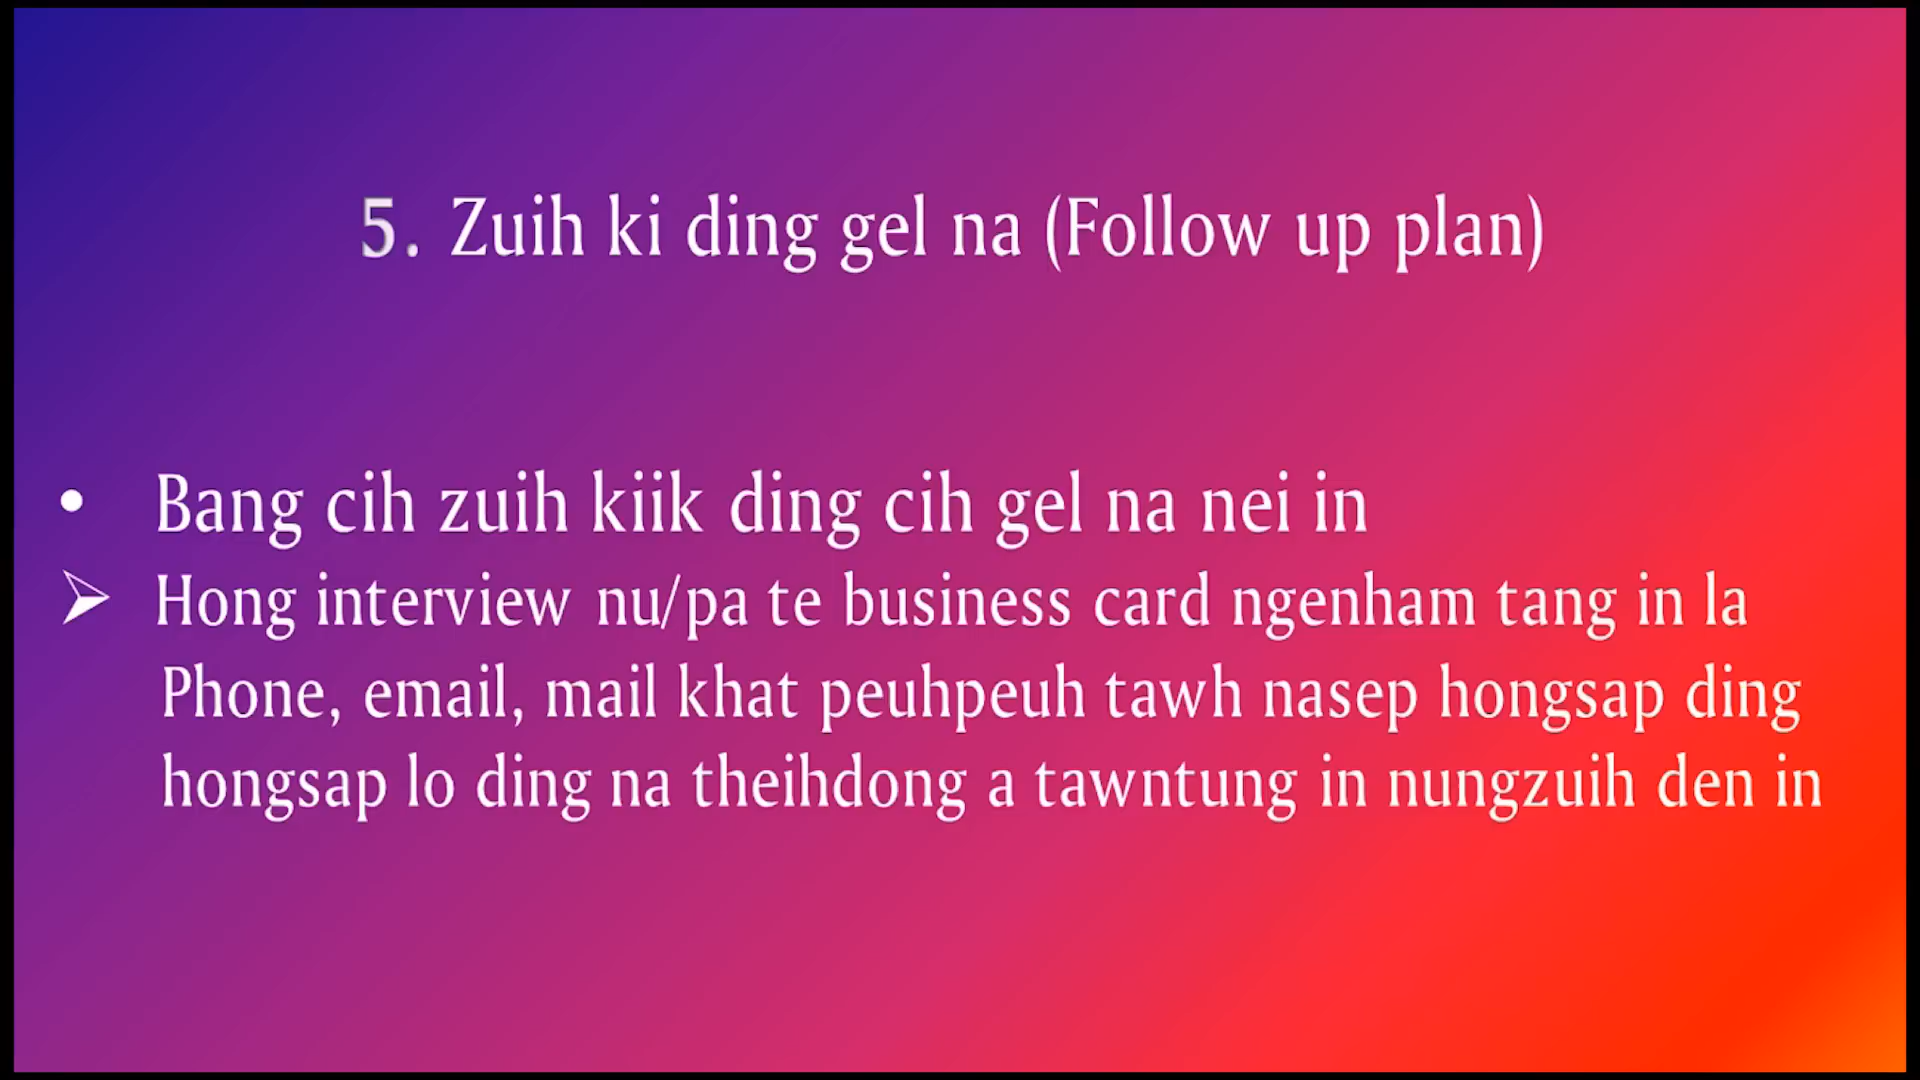 5. Zuih ki ding gel na (Follow up plan)
• Bang cih zuih kiik ding cih gel na nei in
➢ Hong interview nu/pa te business card ngenham tang in la
Phone, email, mail khat peuhpeuh tawh nasep hongsap ding
hongsap lo ding na theihdong a tawntung in nungzuih den in